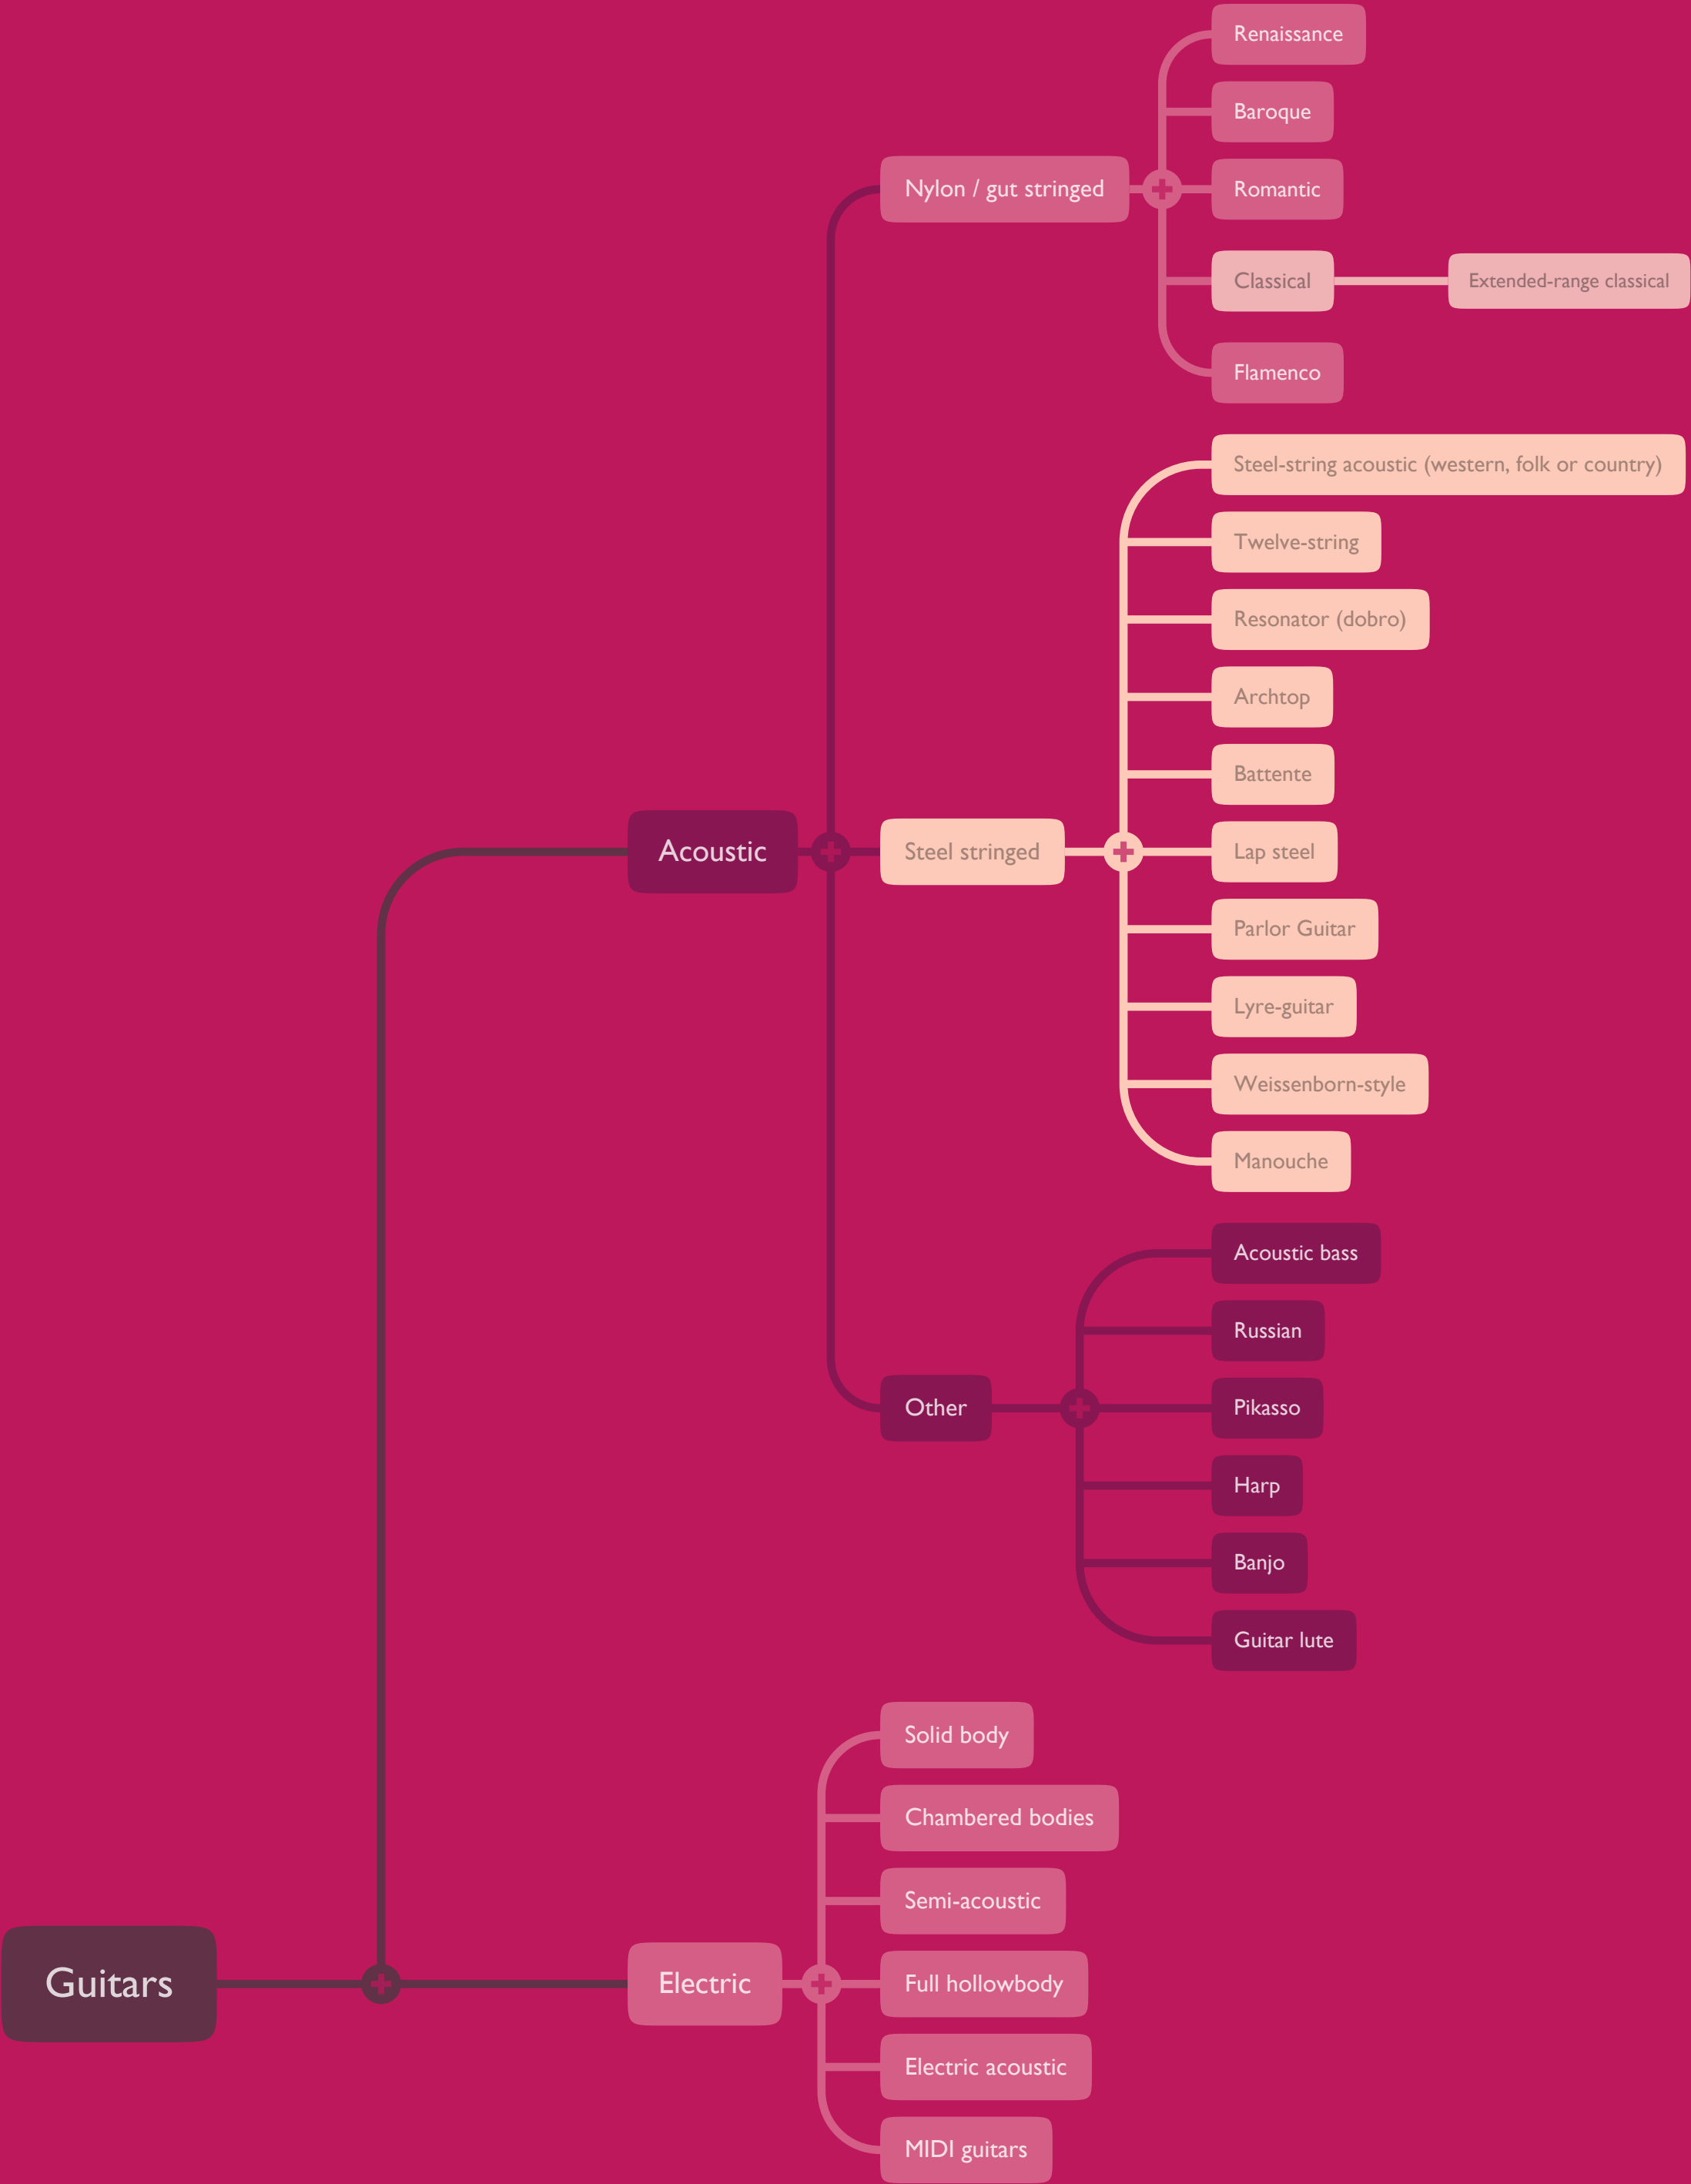 Guitars
Acoustic
Nylon / gut stringed
Renaissance
Baroque
Romantic
Classical
Extended-range classical
Flamenco
Steel stringed
Steel-string acoustic (western, folk or country)
Twelve-string
Resonator (dobro)
Archtop
Battente
Lap steel
Parlor Guitar
Lyre-guitar
Weissenborn-style
Manouche
Other
Acoustic bass
Russian
Pikasso
Harp
Banjo
Guitar lute
Electric
Solid body
Chambered bodies
Semi-acoustic
Full hollowbody
Electric acoustic
MIDI guitars